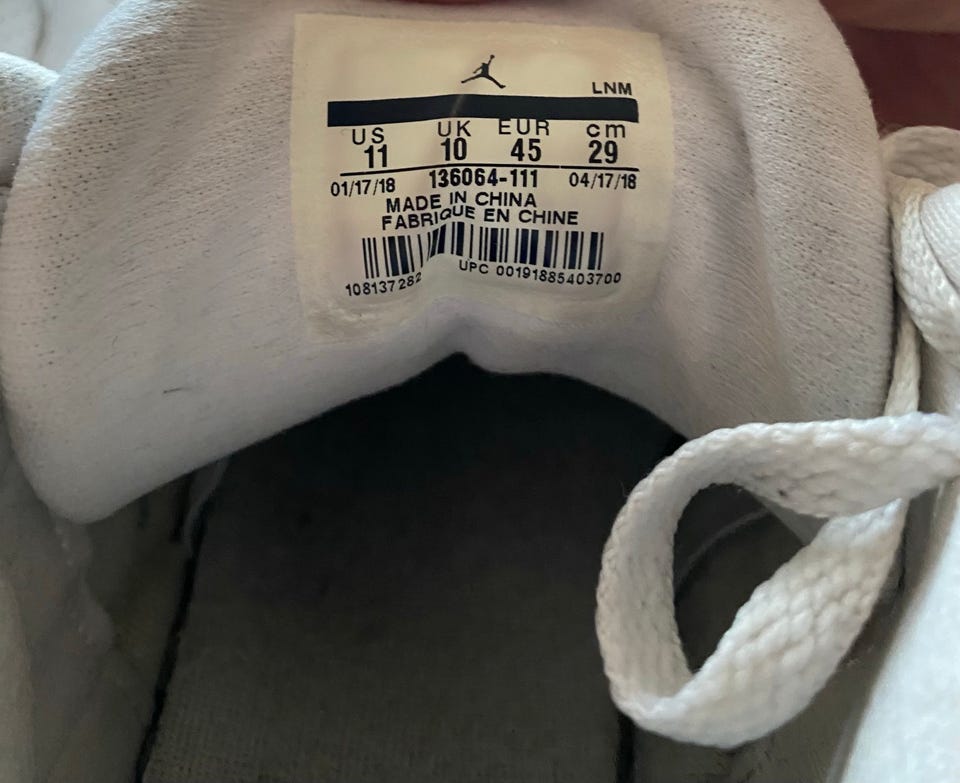 LNM
US UK EUR cm
11 10 45 29
01/17/18 136064-111 04/17/18
MADE IN CHINA
FABRIQUE EN CHINE
108137282 UPC 00191885403700